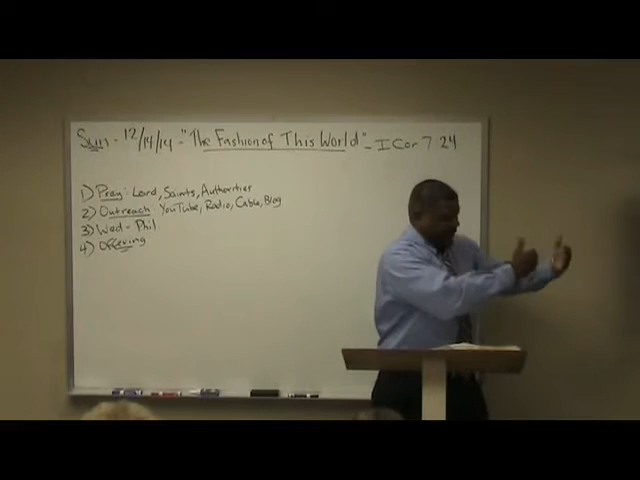 Sun - 12/14/14 - "The Fashion of This World" - I Cor 7:24
1) Pray: Lord, Saints, Authorities
2) Outreach: YouTube, Radio, Cable, Blog
3) Wed - Phil
4) Offering